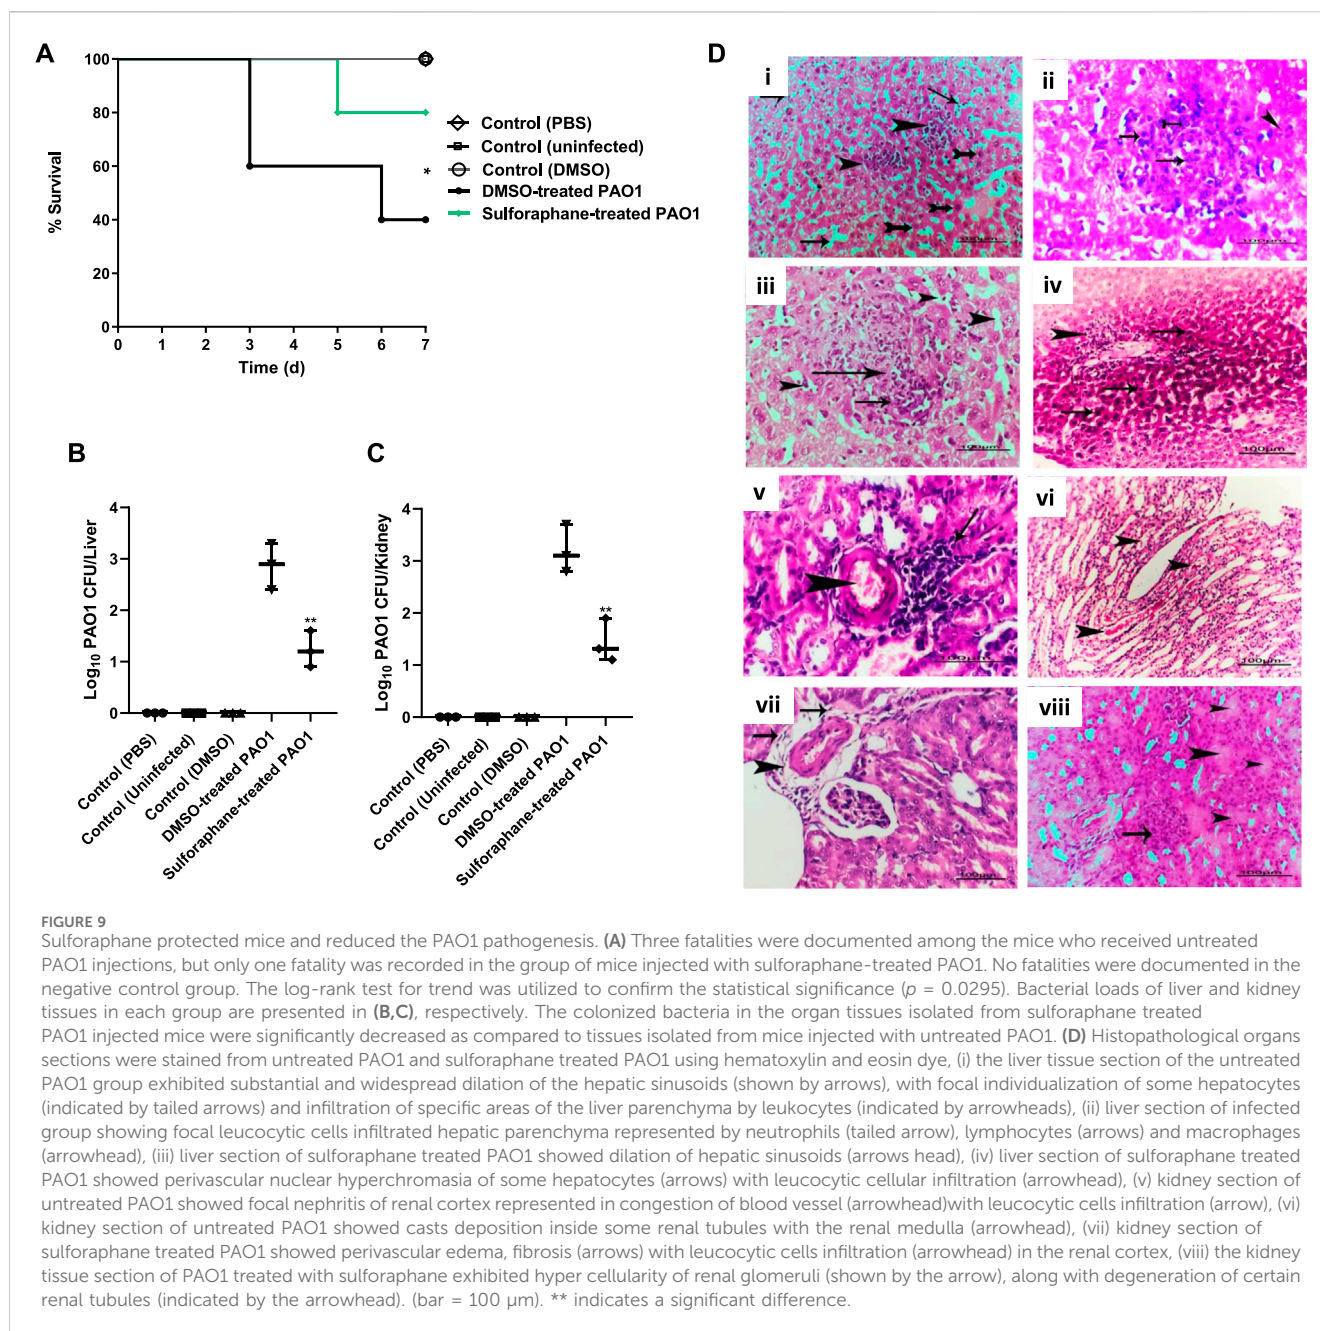 A
100
80
60
40
20
0
% Survival
0 1 2 3 4 5 6 7
Time (d)
*
Control (PBS)
Control (uninfected)
Control (DMSO)
DMSO-treated PAO1
Sulforaphane-treated PAO1
B
4
3
2
1
0
Log10 PAO1 CFU/Liver
**
Control (PBS)
Control (Uninfected)
Control (DMSO)
DMSO-treated PAO1
Sulforaphane-treated PAO1
C
4
3
2
1
0
Log10 PAO1 CFU/Kidney
**
Control (PBS)
Control (Uninfected)
Control (DMSO)
DMSO-treated PAO1
Sulforaphane-treated PAO1
D
i
100µm
ii
100µm
iii
100µm
iv
100µm
v
100µm
vi
100µm
vii
100µm
viii
100µm
FIGURE 9
Sulforaphane protected mice and reduced the PAO1 pathogenesis. (A) Three fatalities were documented among the mice who received untreated
PAO1 injections, but only one fatality was recorded in the group of mice injected with sulforaphane-treated PAO1. No fatalities were documented in the
negative control group. The log-rank test for trend was utilized to confirm the statistical significance (p = 0.0295). Bacterial loads of liver and kidney
tissues in each group are presented in (B,C), respectively. The colonized bacteria in the organ tissues isolated from sulforaphane treated
PAO1 injected mice were significantly decreased as compared to tissues isolated from mice injected with untreated PAO1. (D) Histopathological organs
sections were stained from untreated PAO1 and sulforaphane treated PAO1 using hematoxylin and eosin dye, (i) the liver tissue section of the untreated
PAO1 group exhibited substantial and widespread dilation of the hepatic sinusoids (shown by arrows), with focal individualization of some hepatocytes
(indicated by tailed arrows) and infiltration of specific areas of the liver parenchyma by leukocytes (indicated by arrowheads), (ii) liver section of infected
group showing focal leucocytic cells infiltrated hepatic parenchyma represented by neutrophils (tailed arrow), lymphocytes (arrows) and macrophages
(arrowhead), (iii) liver section of sulforaphane treated PAO1 showed dilation of hepatic sinusoids (arrows head), (iv) liver section of sulforaphane treated
PAO1 showed perivascular nuclear hyperchromasia of some hepatocytes (arrows) with leucocytic cellular infiltration (arrowhead), (v) kidney section of
untreated PAO1 showed focal nephritis of renal cortex represented in congestion of blood vessel (arrowhead)with leucocytic cells infiltration (arrow), (vi)
kidney section of untreated PAO1 showed casts deposition inside some renal tubules with the renal medulla (arrowhead), (vii) kidney section of
sulforaphane treated PAO1 showed perivascular edema, fibrosis (arrows) with leucocytic cells infiltration (arrowhead) in the renal cortex, (viii) the kidney
tissue section of PAO1 treated with sulforaphane exhibited hyper cellularity of renal glomeruli (shown by the arrow), along with degeneration of certain
renal tubules (indicated by the arrowhead). (bar = 100 µm). ** indicates a significant difference.